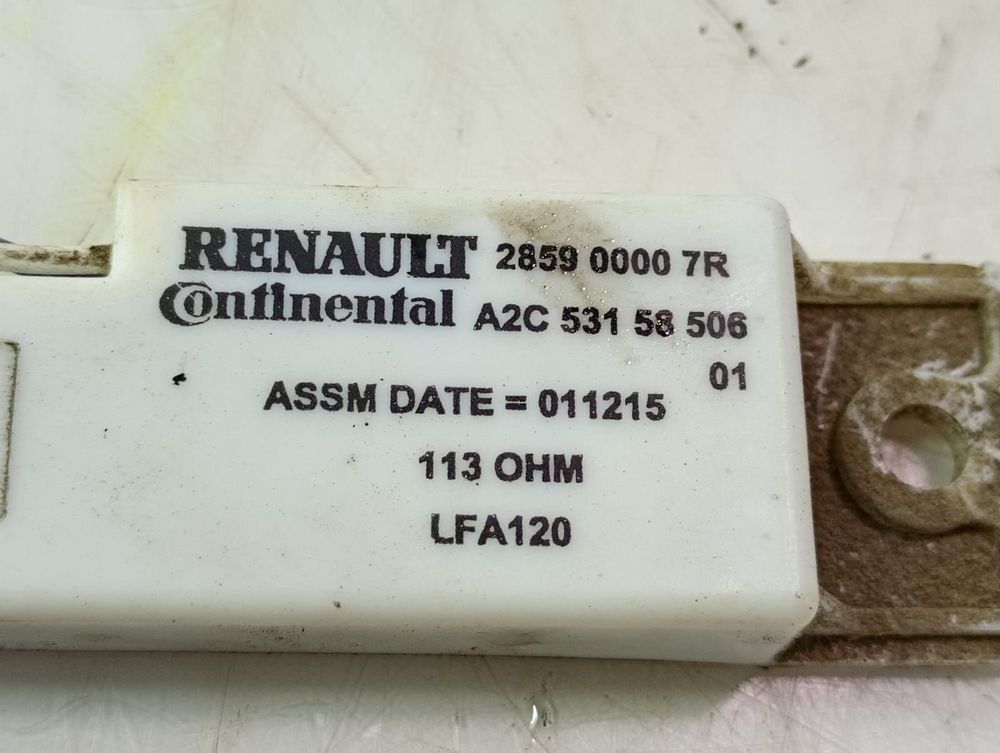 RENAULT 2859 0000 7R
Continental A2C 531 58 506
01
ASSM DATE = 011215
113 OHM
LFA120